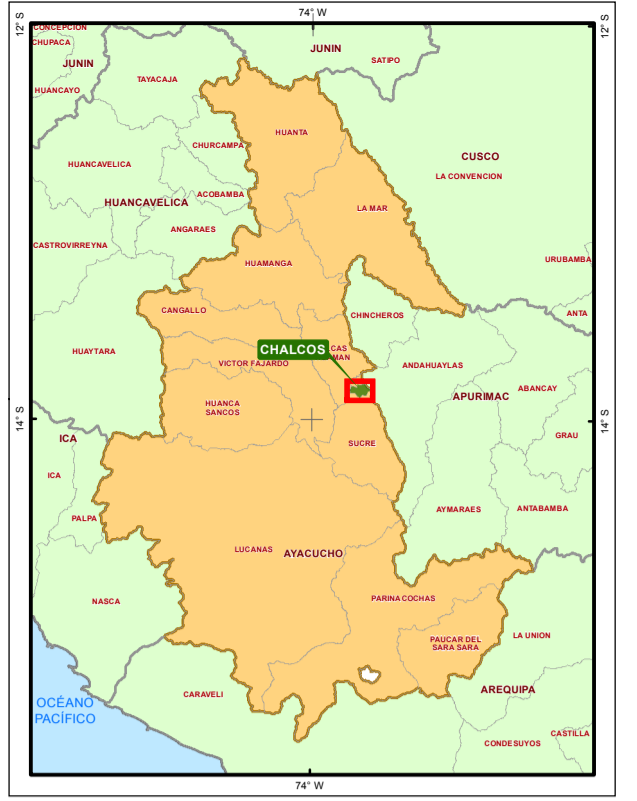 74° W
12° S
12° S
CONCEPCION
CHUPACA
JUNIN
JUNIN
SATIPO
HUANCAYO
TAYACAJA
HUANTA
CHURCAMPA
CUSCO
HUANCAVELICA
LA CONVENCION
ACOBAMBA
HUANCAVELICA
LA MAR
ANGARAES
CASTROVIRREYNA
URUBAMBA
HUAMANGA
CANGALLO
CHINCHEROS
ANTA
CHALCOS
CAS
MAN
HUAYTARA
VICTOR FAJARDO
ANDAHUAYLAS
ABANCAY
APURIMAC
HUANCA
SANCOS
14° S
14° S
ICA
SUCRE
GRAU
ICA
AYMARAES
ANTABAMBA
PALPA
LUCANAS
AYACUCHO
NASCA
PARINACOCHAS
PAUCAR DEL
SARA SARA
LA UNION
CARAVELI
AREQUIPA
OCÉANO
PACÍFICO
CASTILLA
CONDESUYOS
74° W